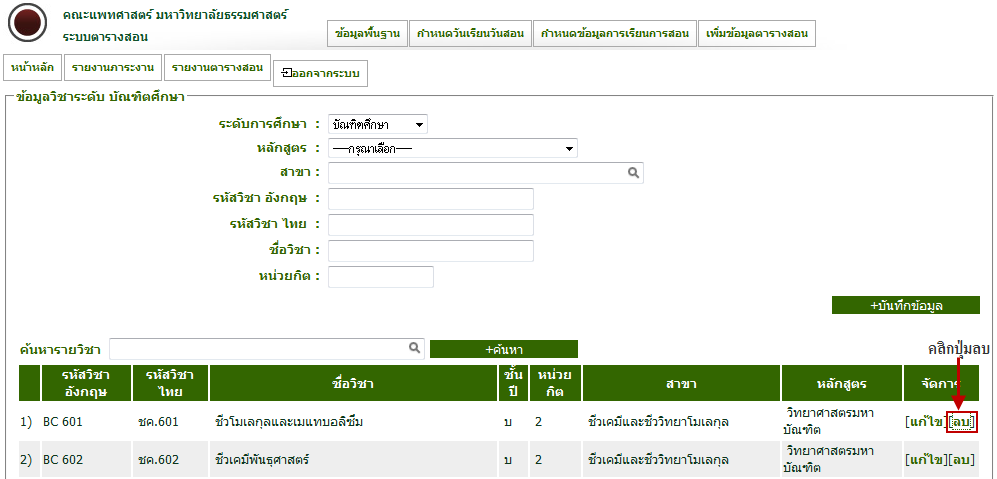 คณะแพทศาสตร์ มหาวิทยาลัยธรรมศาสตร์
ระบบตารางสอน
ข้อมูลพื้นฐาน กำหนดวันเรียนวันสอน กำหนดข้อมูลการเรียนการสอน เพิ่มข้อมูลตารางสอน
หน้าหลัก รายงานภาระงาน รายงานตารางสอน ออกจากระบบ
ข้อมูลวิชาระดับ บัณฑิตศึกษา
ระดับการศึกษา : บัณฑิตศึกษา
หลักสูตร : ----กรุณาเลือก----
สาขา :
รหัสวิชา อังกฤษ :
รหัสวิชา ไทย :
ชื่อวิชา :
หน่วยกิต :
+บันทึกข้อมูล
ค้นหารายวิชา +ค้นหา คลิกปุ่มลบ
รหัสวิชา อังกฤษ รหัสวิชา ไทย ชื่อวิชา ชั้น ปี หน่วย กิต สาขา หลักสูตร จัดการ
1) BC 601 ชค.601 ชีวโมเลกุลและเมแทบอลิซึม บ 2 ชีวเคมีและชีววิทยาโมเลกุล วิทยาศาสตรมหา บัณฑิต [แก้ไข][ลบ]
2) BC 602 ชค.602 ชีวเคมีพันธุศาสตร์ บ 2 ชีวเคมีและชีววิทยาโมเลกุล วิทยาศาสตรมหา บัณฑิต [แก้ไข][ลบ]